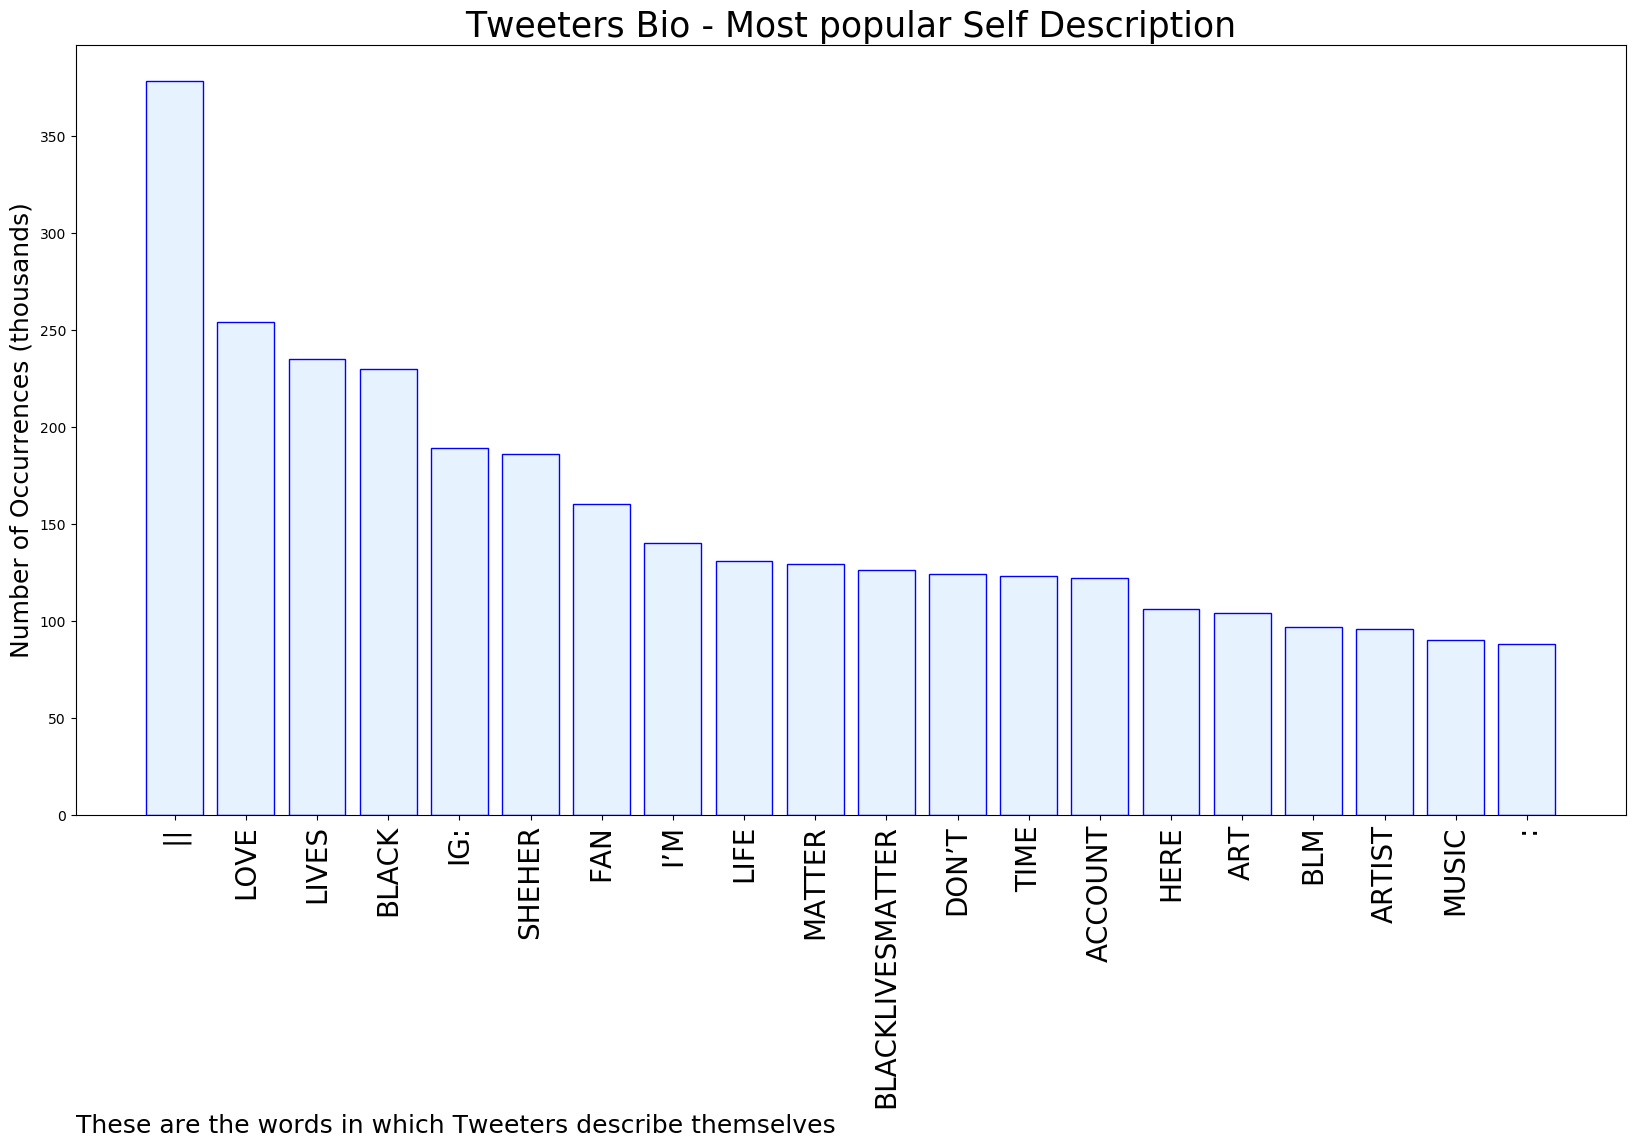 Tweeters Bio - Most popular Self Description
Number of Occurrences (thousands)
350
300
250
200
150
100
50
0
||
LOVE
LIVES
BLACK
IG:
SHEHER
FAN
I’M
LIFE
MATTER
BLACKLIVESMATTER
DON’T
TIME
ACCOUNT
HERE
ART
BLM
ARTIST
MUSIC
:
These are the words in which Tweeters describe themselves